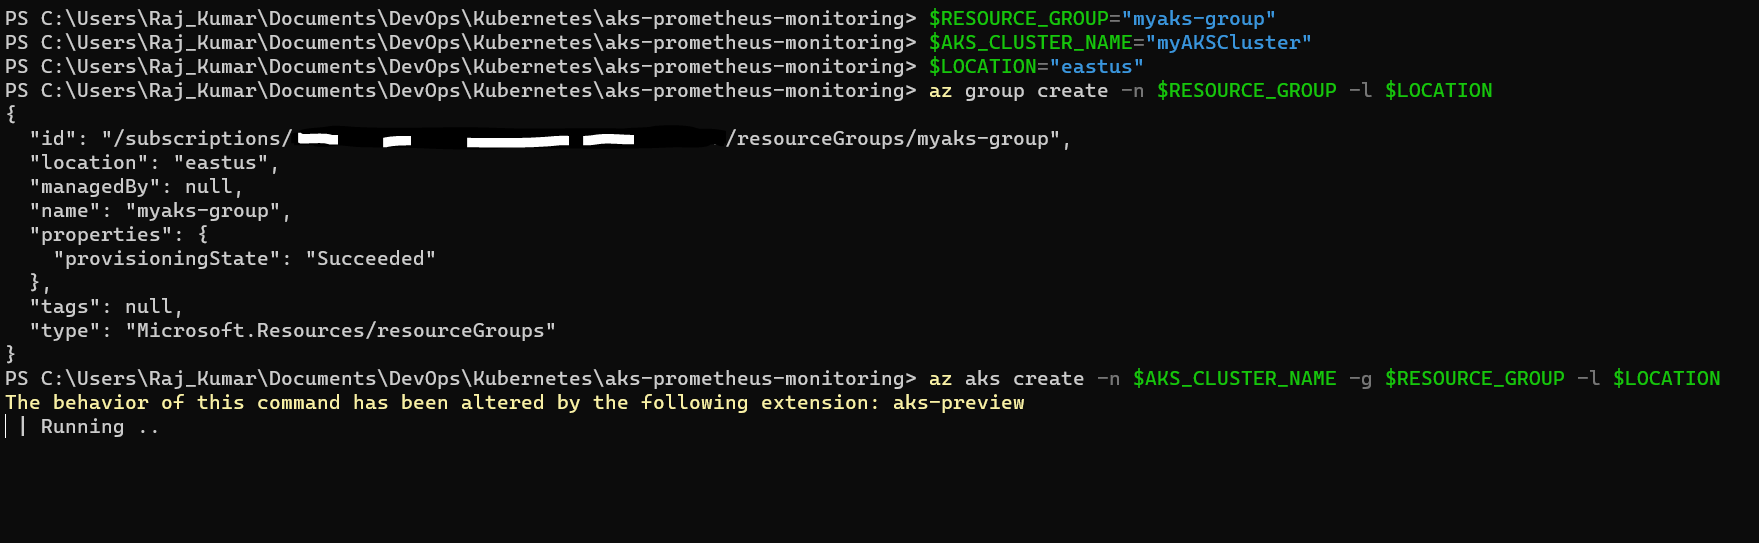 PS C:\Users\Raj_Kumar\Documents\DevOps\Kubernetes\aks-prometheus-monitoring> $RESOURCE_GROUP="myaks-group"
PS C:\Users\Raj_Kumar\Documents\DevOps\Kubernetes\aks-prometheus-monitoring> $AKS_CLUSTER_NAME="myAKSCluster"
PS C:\Users\Raj_Kumar\Documents\DevOps\Kubernetes\aks-prometheus-monitoring> $LOCATION="eastus"
PS C:\Users\Raj_Kumar\Documents\DevOps\Kubernetes\aks-prometheus-monitoring> az group create -n $RESOURCE_GROUP -l $LOCATION
{
  "id": "/subscriptions/ /resourceGroups/myaks-group",
  "location": "eastus",
  "managedBy": null,
  "name": "myaks-group",
  "properties": {
    "provisioningState": "Succeeded"
  },
  "tags": null,
  "type": "Microsoft.Resources/resourceGroups"
}
PS C:\Users\Raj_Kumar\Documents\DevOps\Kubernetes\aks-prometheus-monitoring> az aks create -n $AKS_CLUSTER_NAME -g $RESOURCE_GROUP -l $LOCATION
The behavior of this command has been altered by the following extension: aks-preview
 | Running ..